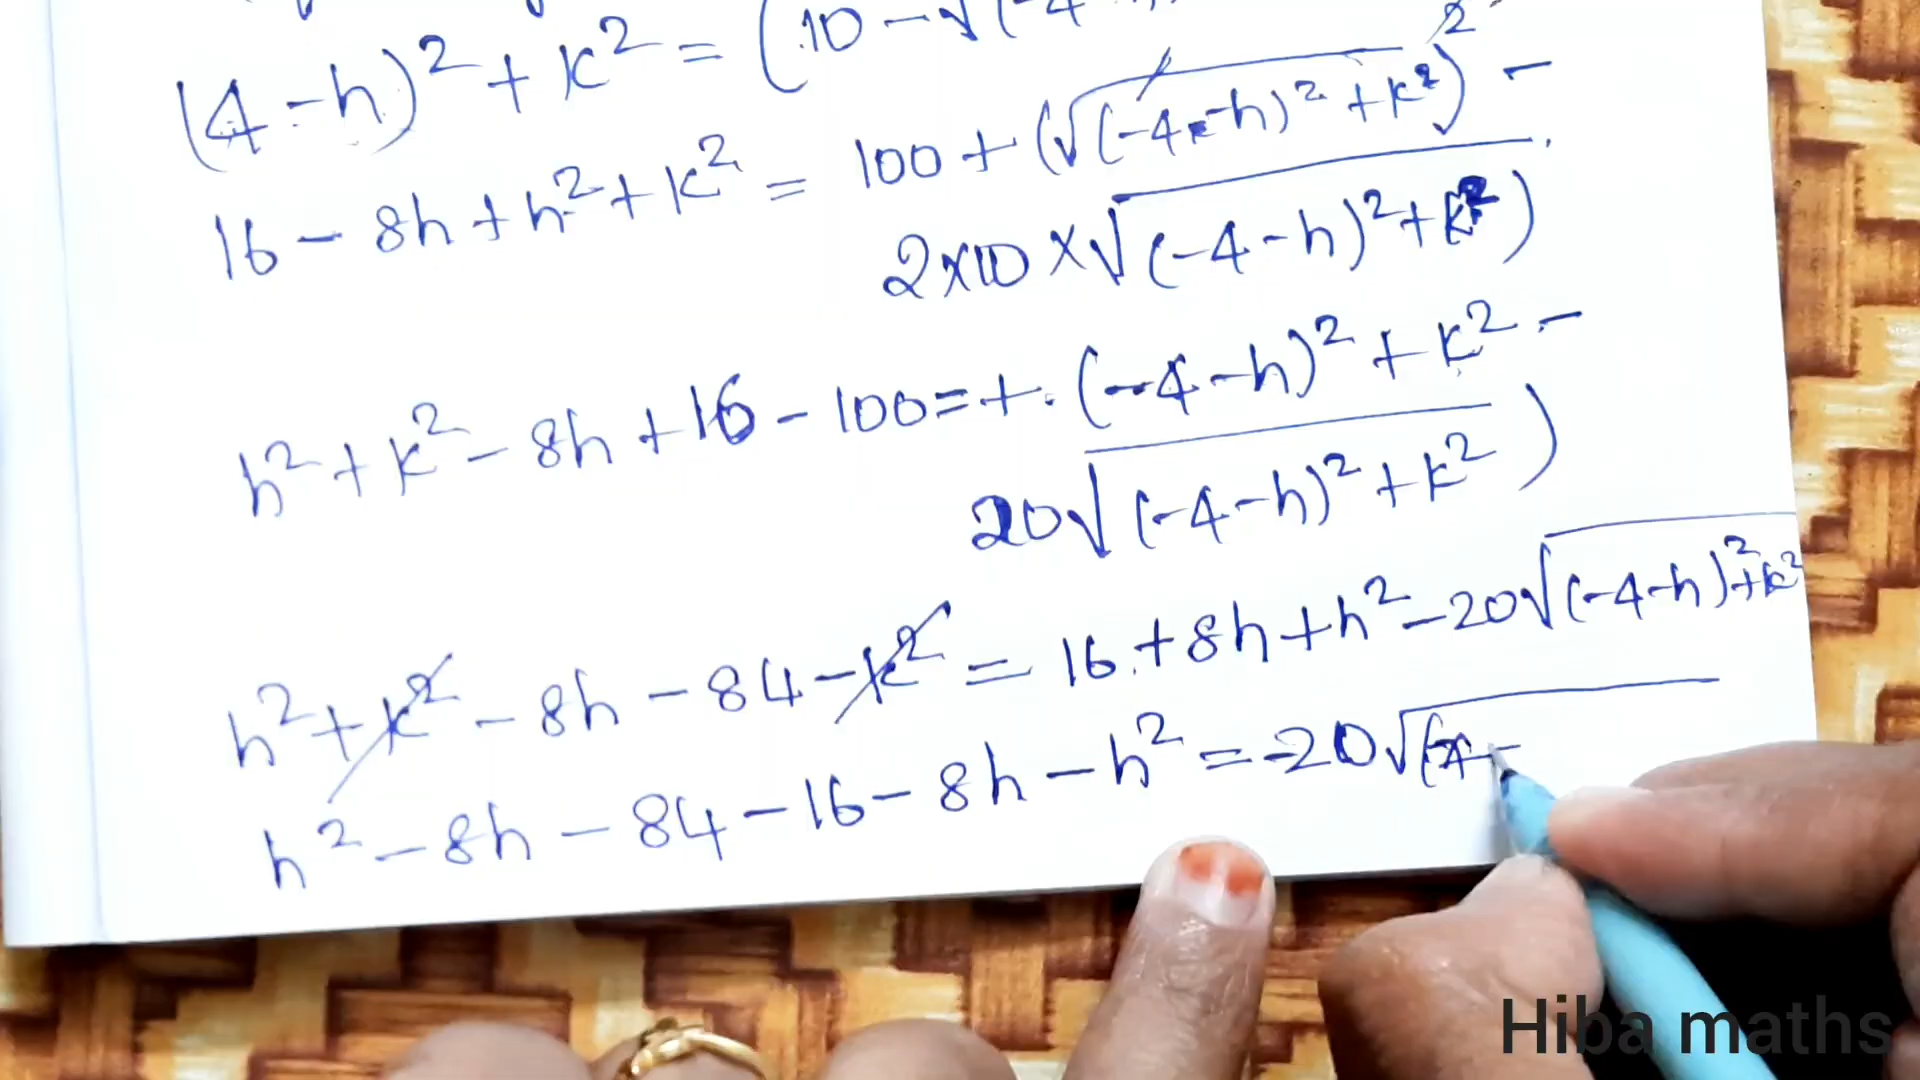 (4-h)² + k² = (10 - √(-4
16 - 8h + h² + k² = 100 + (√(-4-h)² + k²)² -
2×10 × √(-4-h)² + k²)
h² + k² - 8h + 16 - 100 = + (-4-h)² + k² -
20√(-4-h)² + k²)
h² + k² - 8h - 84 - k² = 16 + 8h + h² - 20√(-4-h)² + k²
h² - 8h - 84 - 16 - 8h - h² = -20√(-4-
Hiba maths